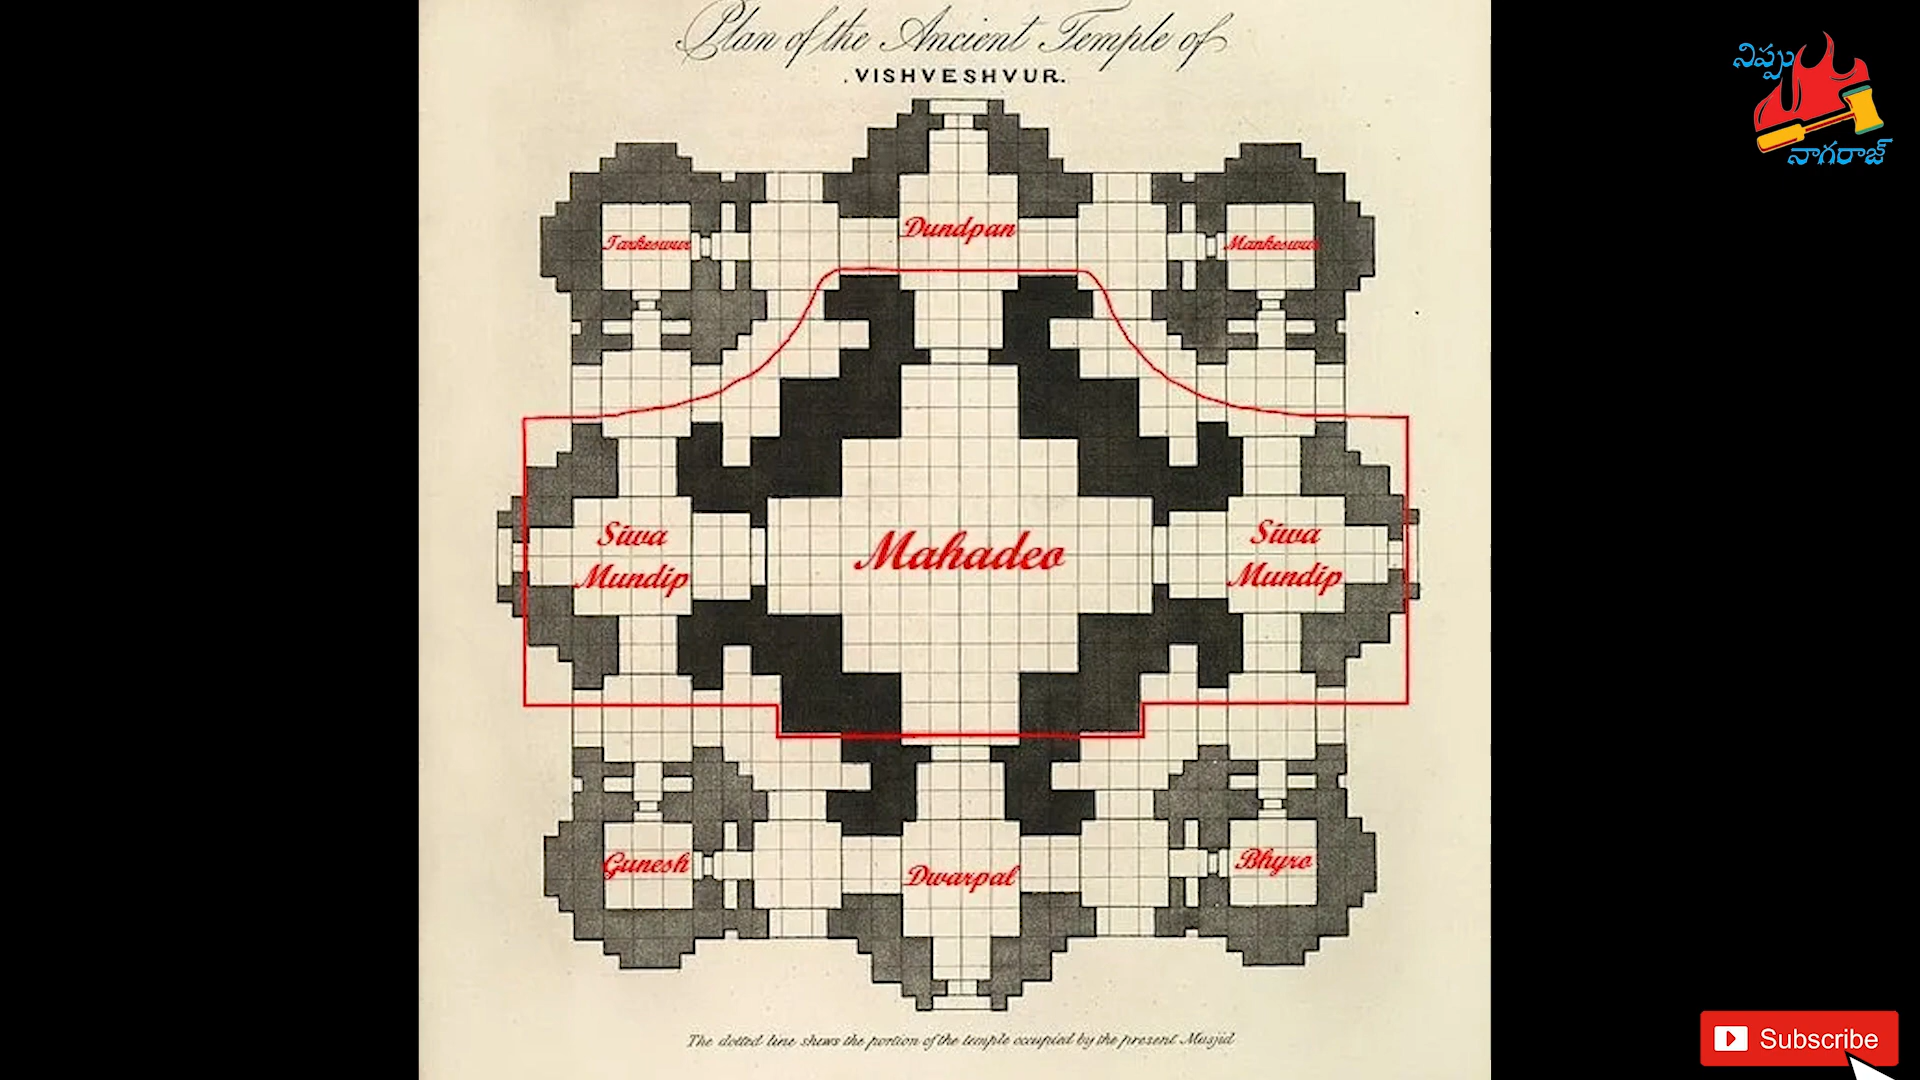 Plan of the Ancient Temple of
.VISHVESHVUR.
నిప్పు
నాగరాజ్
Dundpan
Tarkeswur
Mankeswur
Siwa
Mundip
Mahadeo
Siwa
Mundip
Gunesh
Dwarpal
Bhyro
The dotted line shews the portion of the temple occupied by the present Musjid
Subscribe